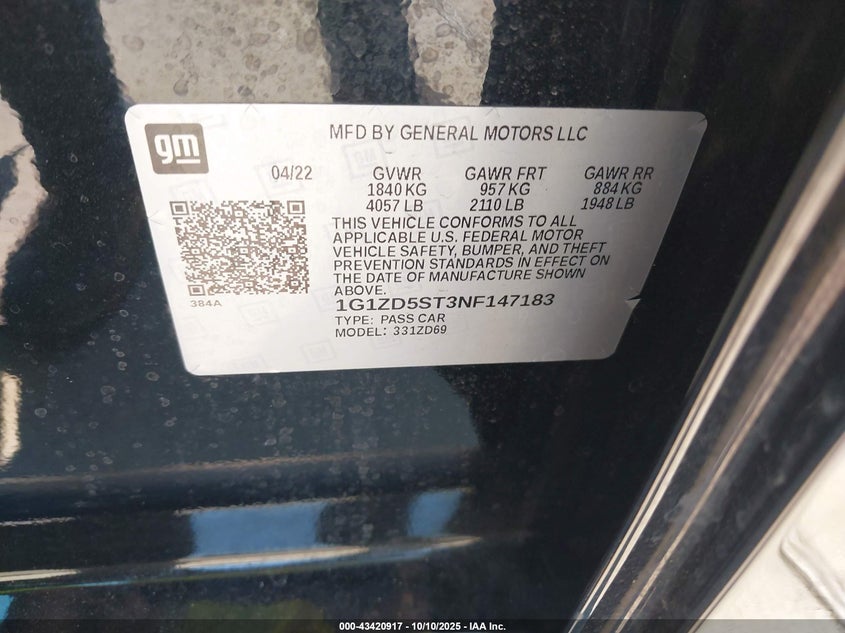 gm
MFD BY GENERAL MOTORS LLC
04/22 GVWR GAWR FRT GAWR RR
1840 KG 957 KG 884 KG
4057 LB 2110 LB 1948 LB
THIS VEHICLE CONFORMS TO ALL
APPLICABLE U.S. FEDERAL MOTOR
VEHICLE SAFETY, BUMPER, AND THEFT
PREVENTION STANDARDS IN EFFECT ON
THE DATE OF MANUFACTURE SHOWN
ABOVE.
384A
1G1ZD5ST3NF147183
TYPE: PASS CAR
MODEL: 331ZD69
000-43420917 - 10/10/2025 - IAA Inc.